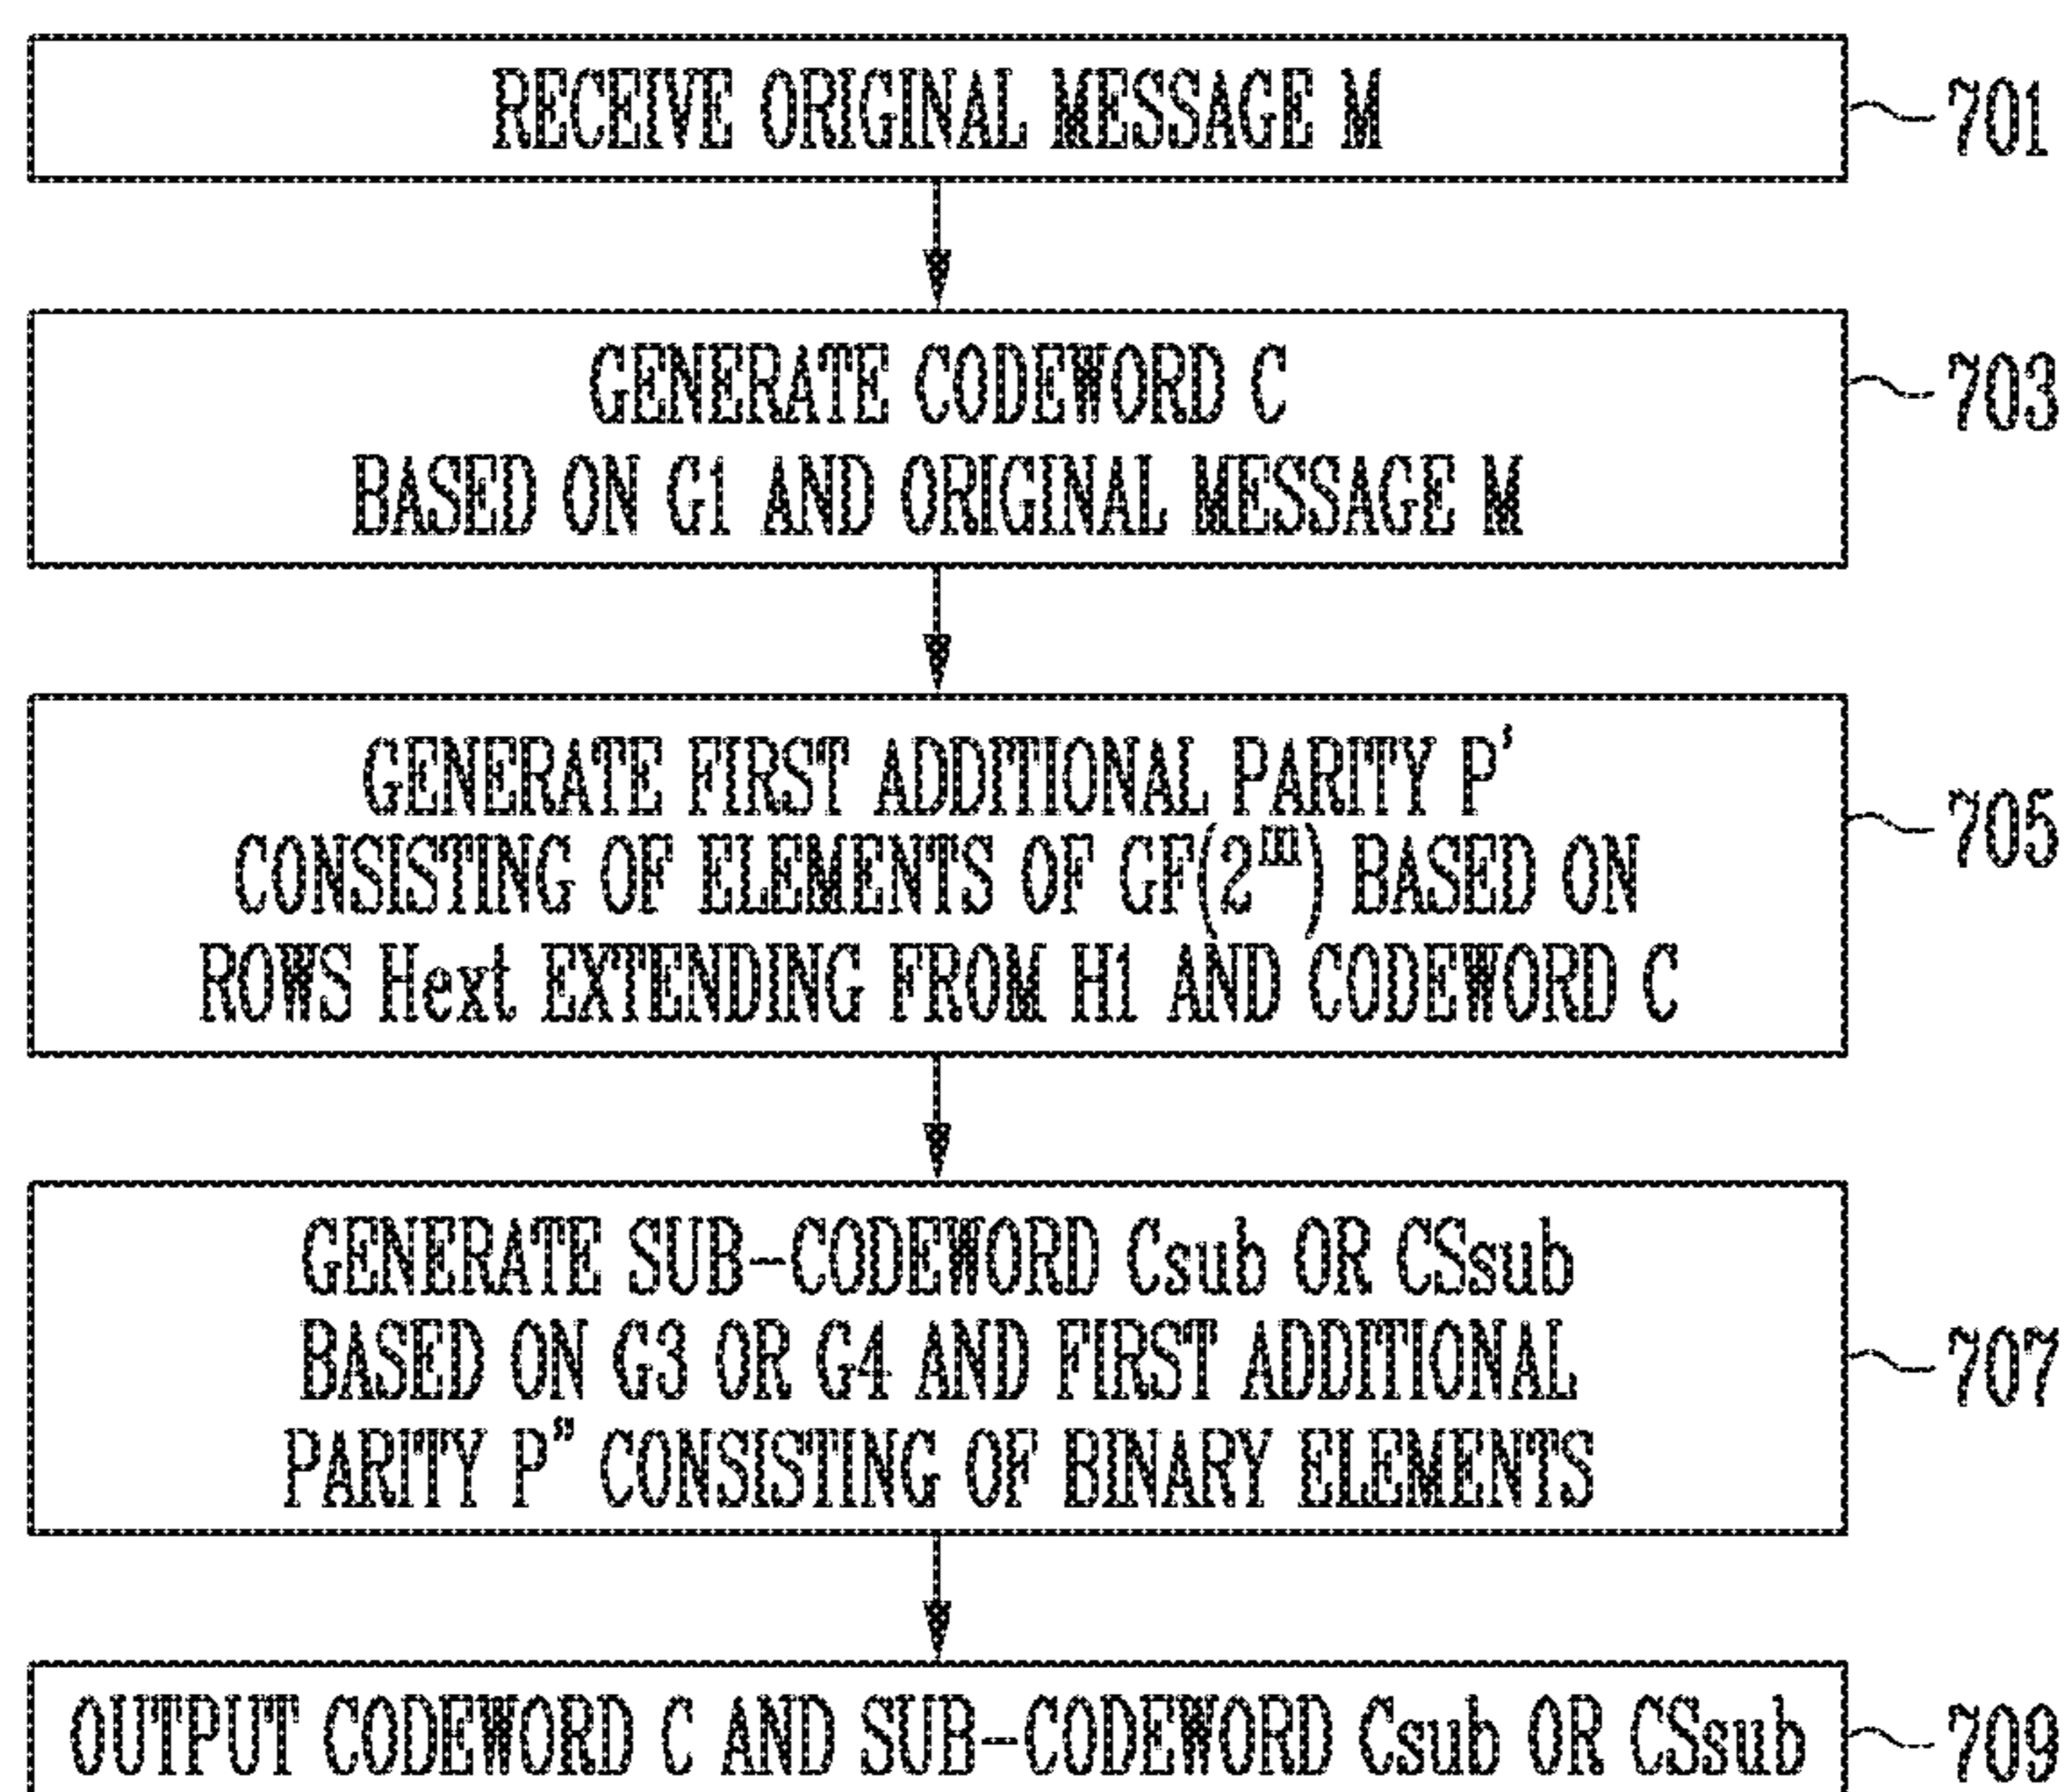 RECEIVE ORIGINAL MESSAGE M
701
GENERATE CODEWORD C
BASED ON G1 AND ORIGINAL MESSAGE M
703
GENERATE FIRST ADDITIONAL PARITY P'
CONSISTING OF ELEMENTS OF GF(2^m) BASED ON
ROWS Hext EXTENDING FROM H1 AND CODEWORD C
705
GENERATE SUB-CODEWORD Csub OR CSsub
BASED ON G3 OR G4 AND FIRST ADDITIONAL
PARITY P" CONSISTING OF BINARY ELEMENTS
707
OUTPUT CODEWORD C AND SUB-CODEWORD Csub OR CSsub
709